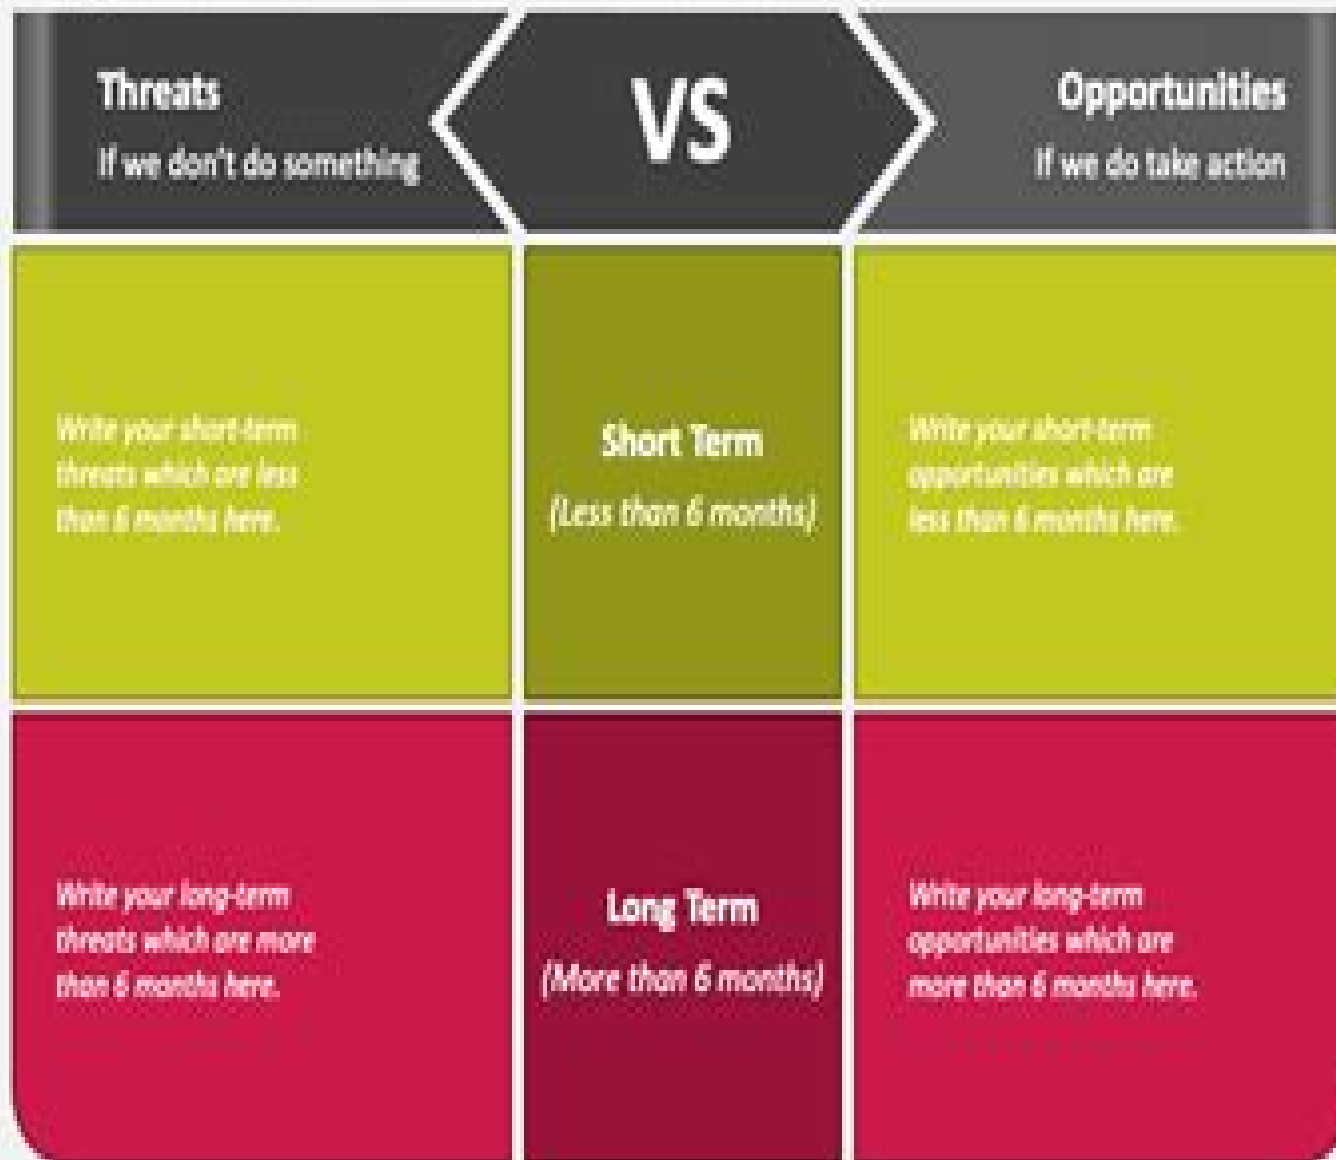 Threats
If we don't do something
VS
Opportunities
If we do take action
Write your short-term
threats which are less
than 6 months here.
Short Term
(Less than 6 months)
Write your short-term
opportunities which are
less than 6 months here.
Write your long-term
threats which are more
than 6 months here.
Long Term
(More than 6 months)
Write your long-term
opportunities which are
more than 6 months here.